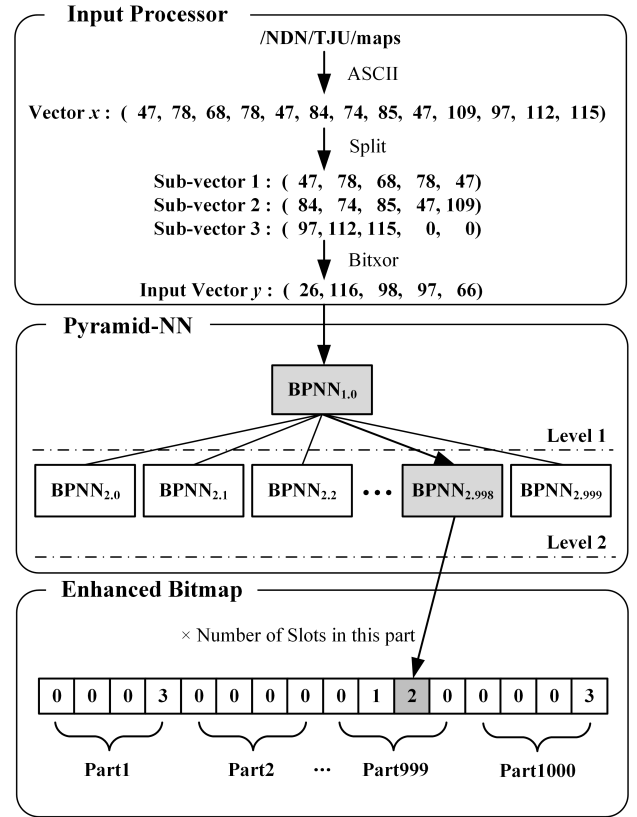 Input Processor
/NDN/TJU/maps
ASCII
Vector x : ( 47, 78, 68, 78, 47, 84, 74, 85, 47, 109, 97, 112, 115)
Split
Sub-vector 1 : ( 47, 78, 68, 78, 47)
Sub-vector 2 : ( 84, 74, 85, 47, 109)
Sub-vector 3 : ( 97, 112, 115, 0, 0)
Bitxor
Input Vector y : ( 26, 116, 98, 97, 66)
Pyramid-NN
BPNN1.0
Level 1
BPNN2.0 BPNN2.1 BPNN2.2 ••• BPNN2.998 BPNN2.999
Level 2
Enhanced Bitmap
× Number of Slots in this part
0 0 0 3 0 0 0 0 0 1 2 0 0 0 0 3
Part1 Part2 ... Part999 Part1000